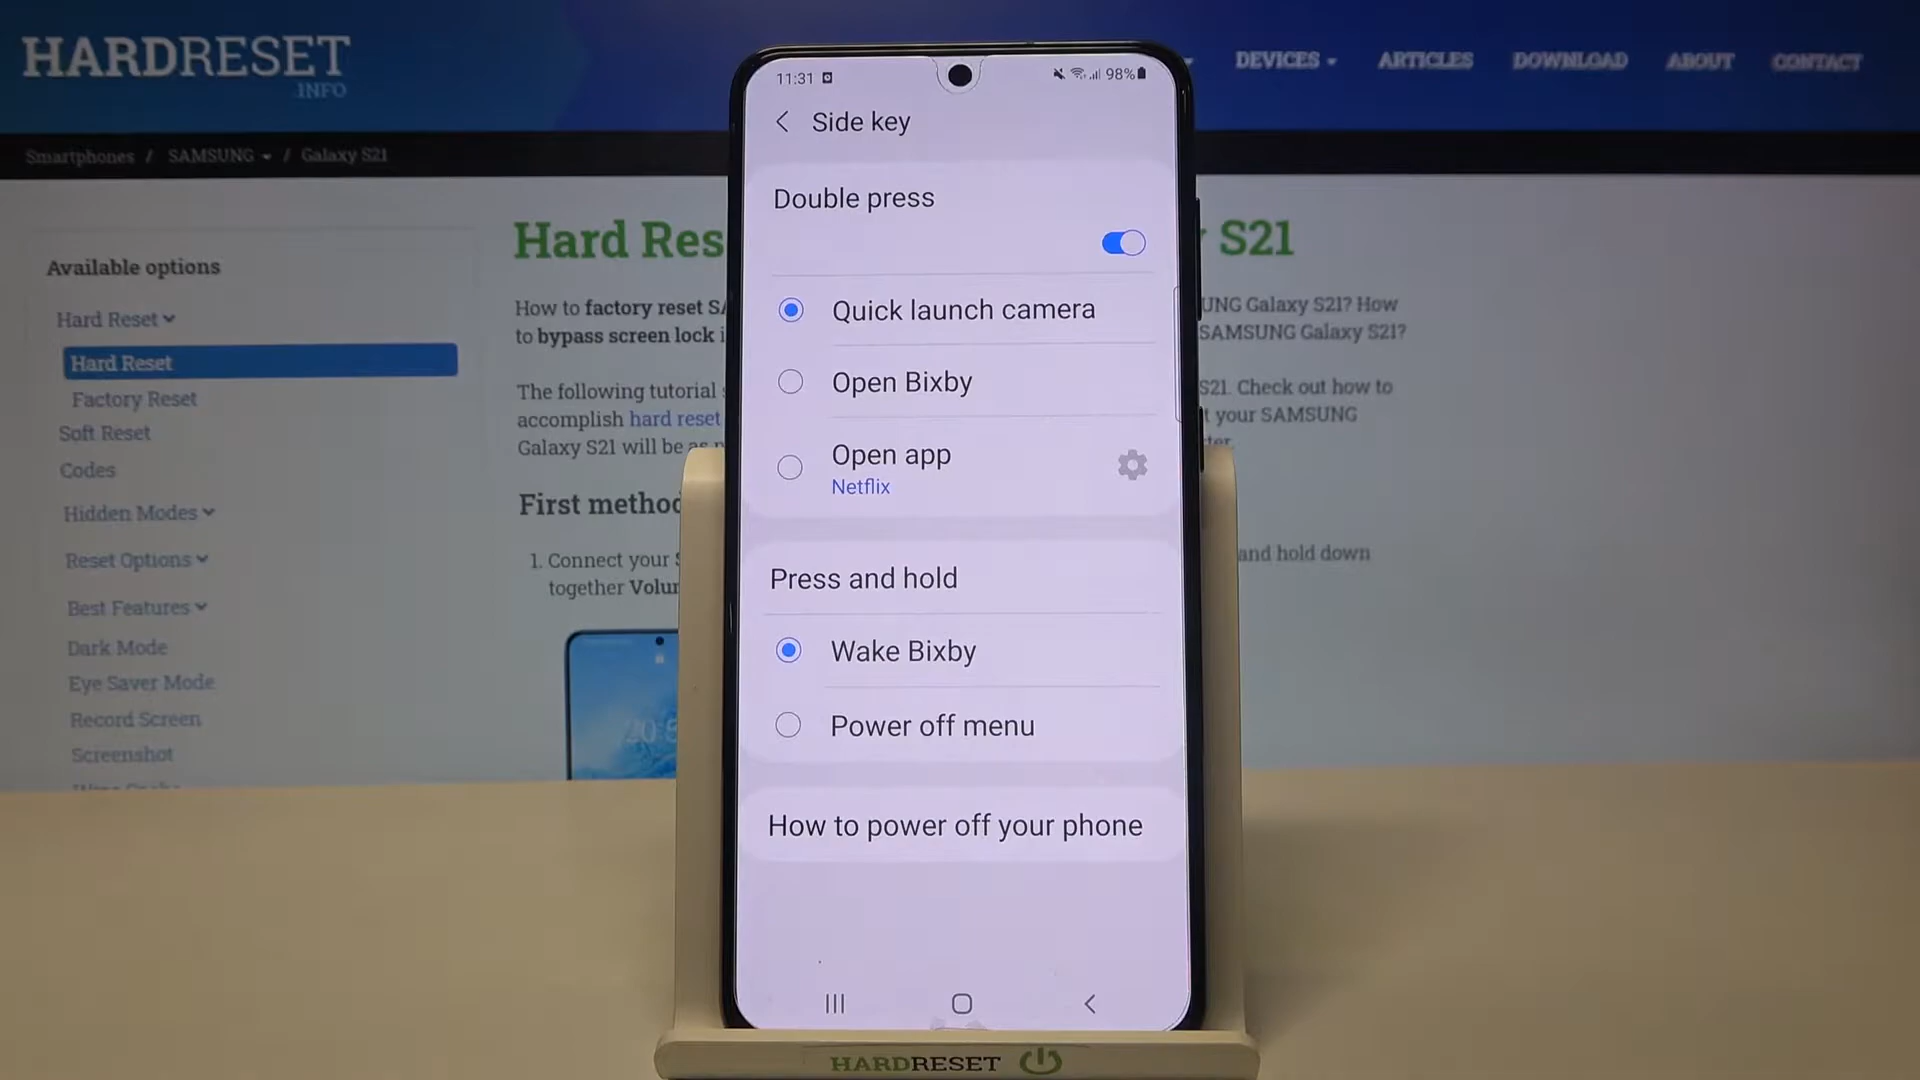 HARDRESET
.INFO
DEVICES
ARTICLES
DOWNLOAD
ABOUT
CONTACT
Smartphones / SAMSUNG / Galaxy S21
Available options
Hard Reset
Hard Reset
Factory Reset
Soft Reset
Codes
Hidden Modes
Reset Options
Best Features
Dark Mode
Eye Saver Mode
Record Screen
Screenshot
Hard Res
S21
How to factory reset SA
to bypass screen lock i
UNG Galaxy S21? How
SAMSUNG Galaxy S21?
The following tutorial
accomplish hard reset
Galaxy S21 will be as
S21. Check out how to
t your SAMSUNG
First method
1. Connect your S
together Volu
and hold down
11:31
98%
Side key
Double press
Quick launch camera
Open Bixby
Open app
Netflix
Press and hold
Wake Bixby
Power off menu
How to power off your phone
HARDRESET